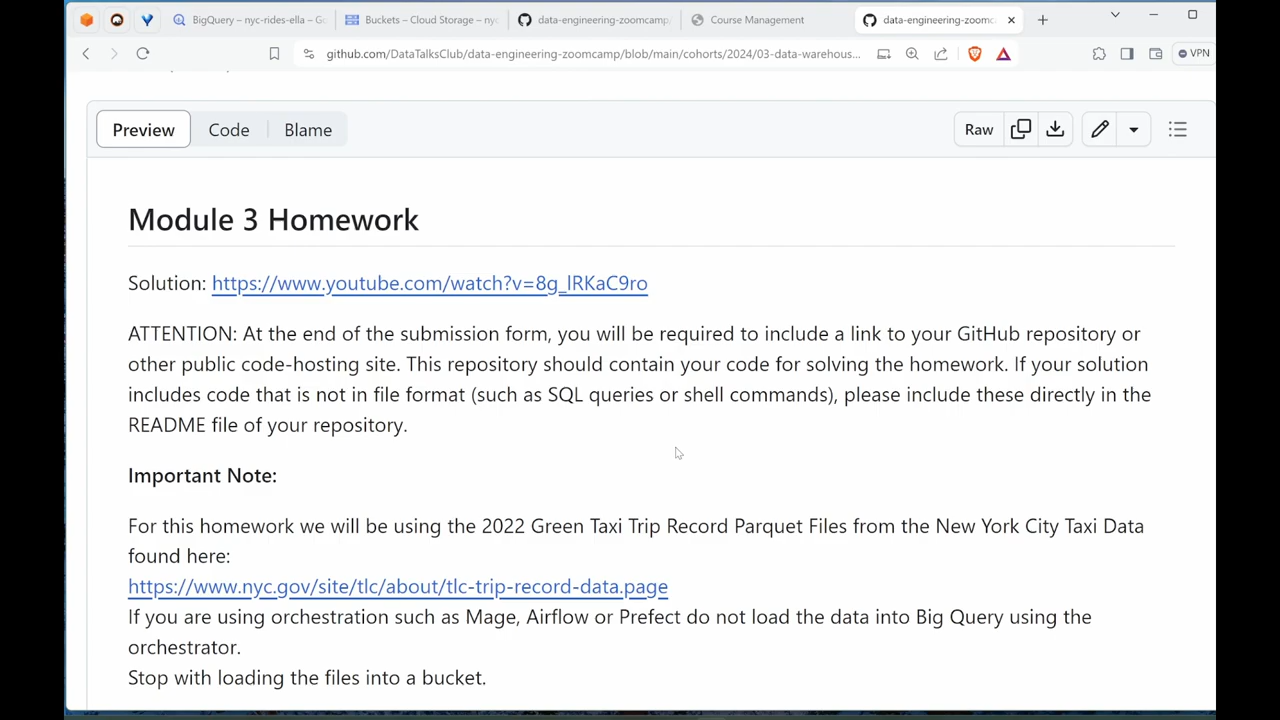 BigQuery – nyc-rides-ella – Go
Buckets – Cloud Storage – nyc
data-engineering-zoomcamp
Course Management
data-engineering-zoomc
github.com/DataTalksClub/data-engineering-zoomcamp/blob/main/cohorts/2024/03-data-warehous...
VPN
Preview
Code
Blame
Raw
Module 3 Homework
Solution: https://www.youtube.com/watch?v=8g_lRKaC9ro
ATTENTION: At the end of the submission form, you will be required to include a link to your GitHub repository or
other public code-hosting site. This repository should contain your code for solving the homework. If your solution
includes code that is not in file format (such as SQL queries or shell commands), please include these directly in the
README file of your repository.
Important Note:
For this homework we will be using the 2022 Green Taxi Trip Record Parquet Files from the New York City Taxi Data
found here:
https://www.nyc.gov/site/tlc/about/tlc-trip-record-data.page
If you are using orchestration such as Mage, Airflow or Prefect do not load the data into Big Query using the
orchestrator.
Stop with loading the files into a bucket.